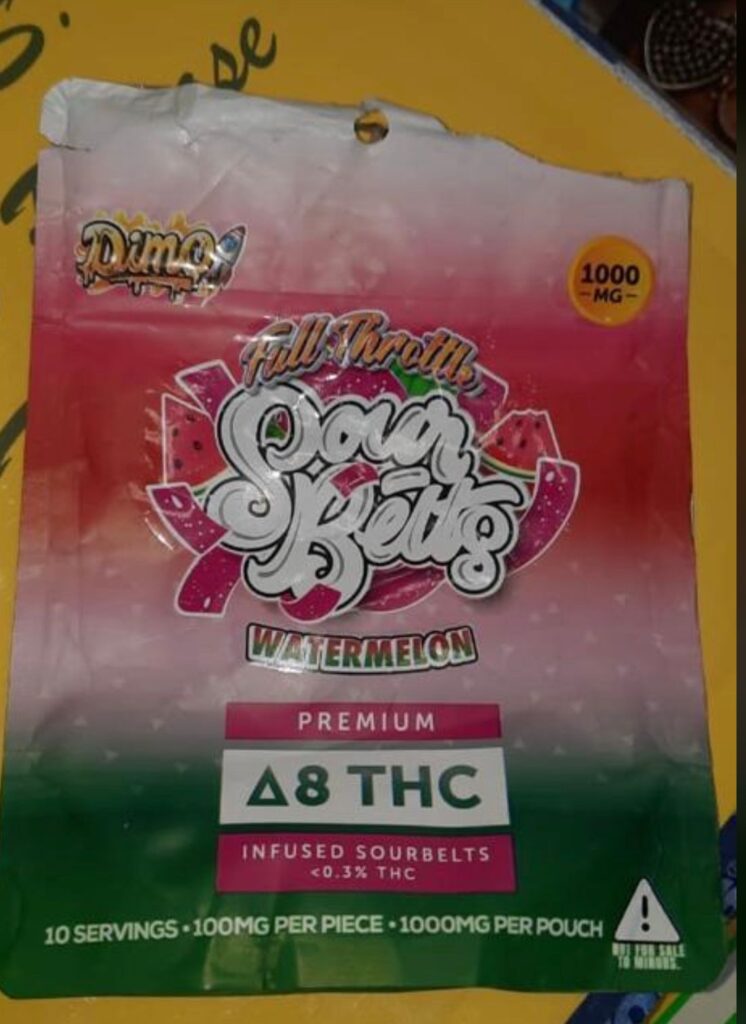 Dimo
1000
-MG-
Full Throttle
Sour
Belts
WATERMELON
PREMIUM
Δ8 THC
INFUSED SOURBELTS
<0.3% THC
10 SERVINGS • 100MG PER PIECE • 1000MG PER POUCH
NOT FOR SALE
TO MINORS.